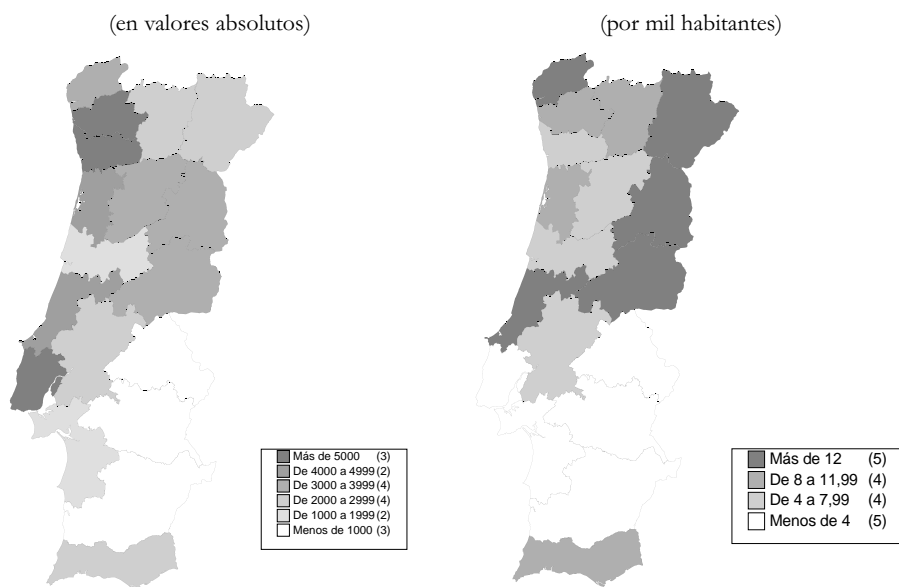 (en valores absolutos)
(por mil habitantes)
Más de 5000 (3)
De 4000 a 4999 (2)
De 3000 a 3999 (4)
De 2000 a 2999 (4)
De 1000 a 1999 (2)
Menos de 1000 (3)
Más de 12 (5)
De 8 a 11,99 (4)
De 4 a 7,99 (4)
Menos de 4 (5)